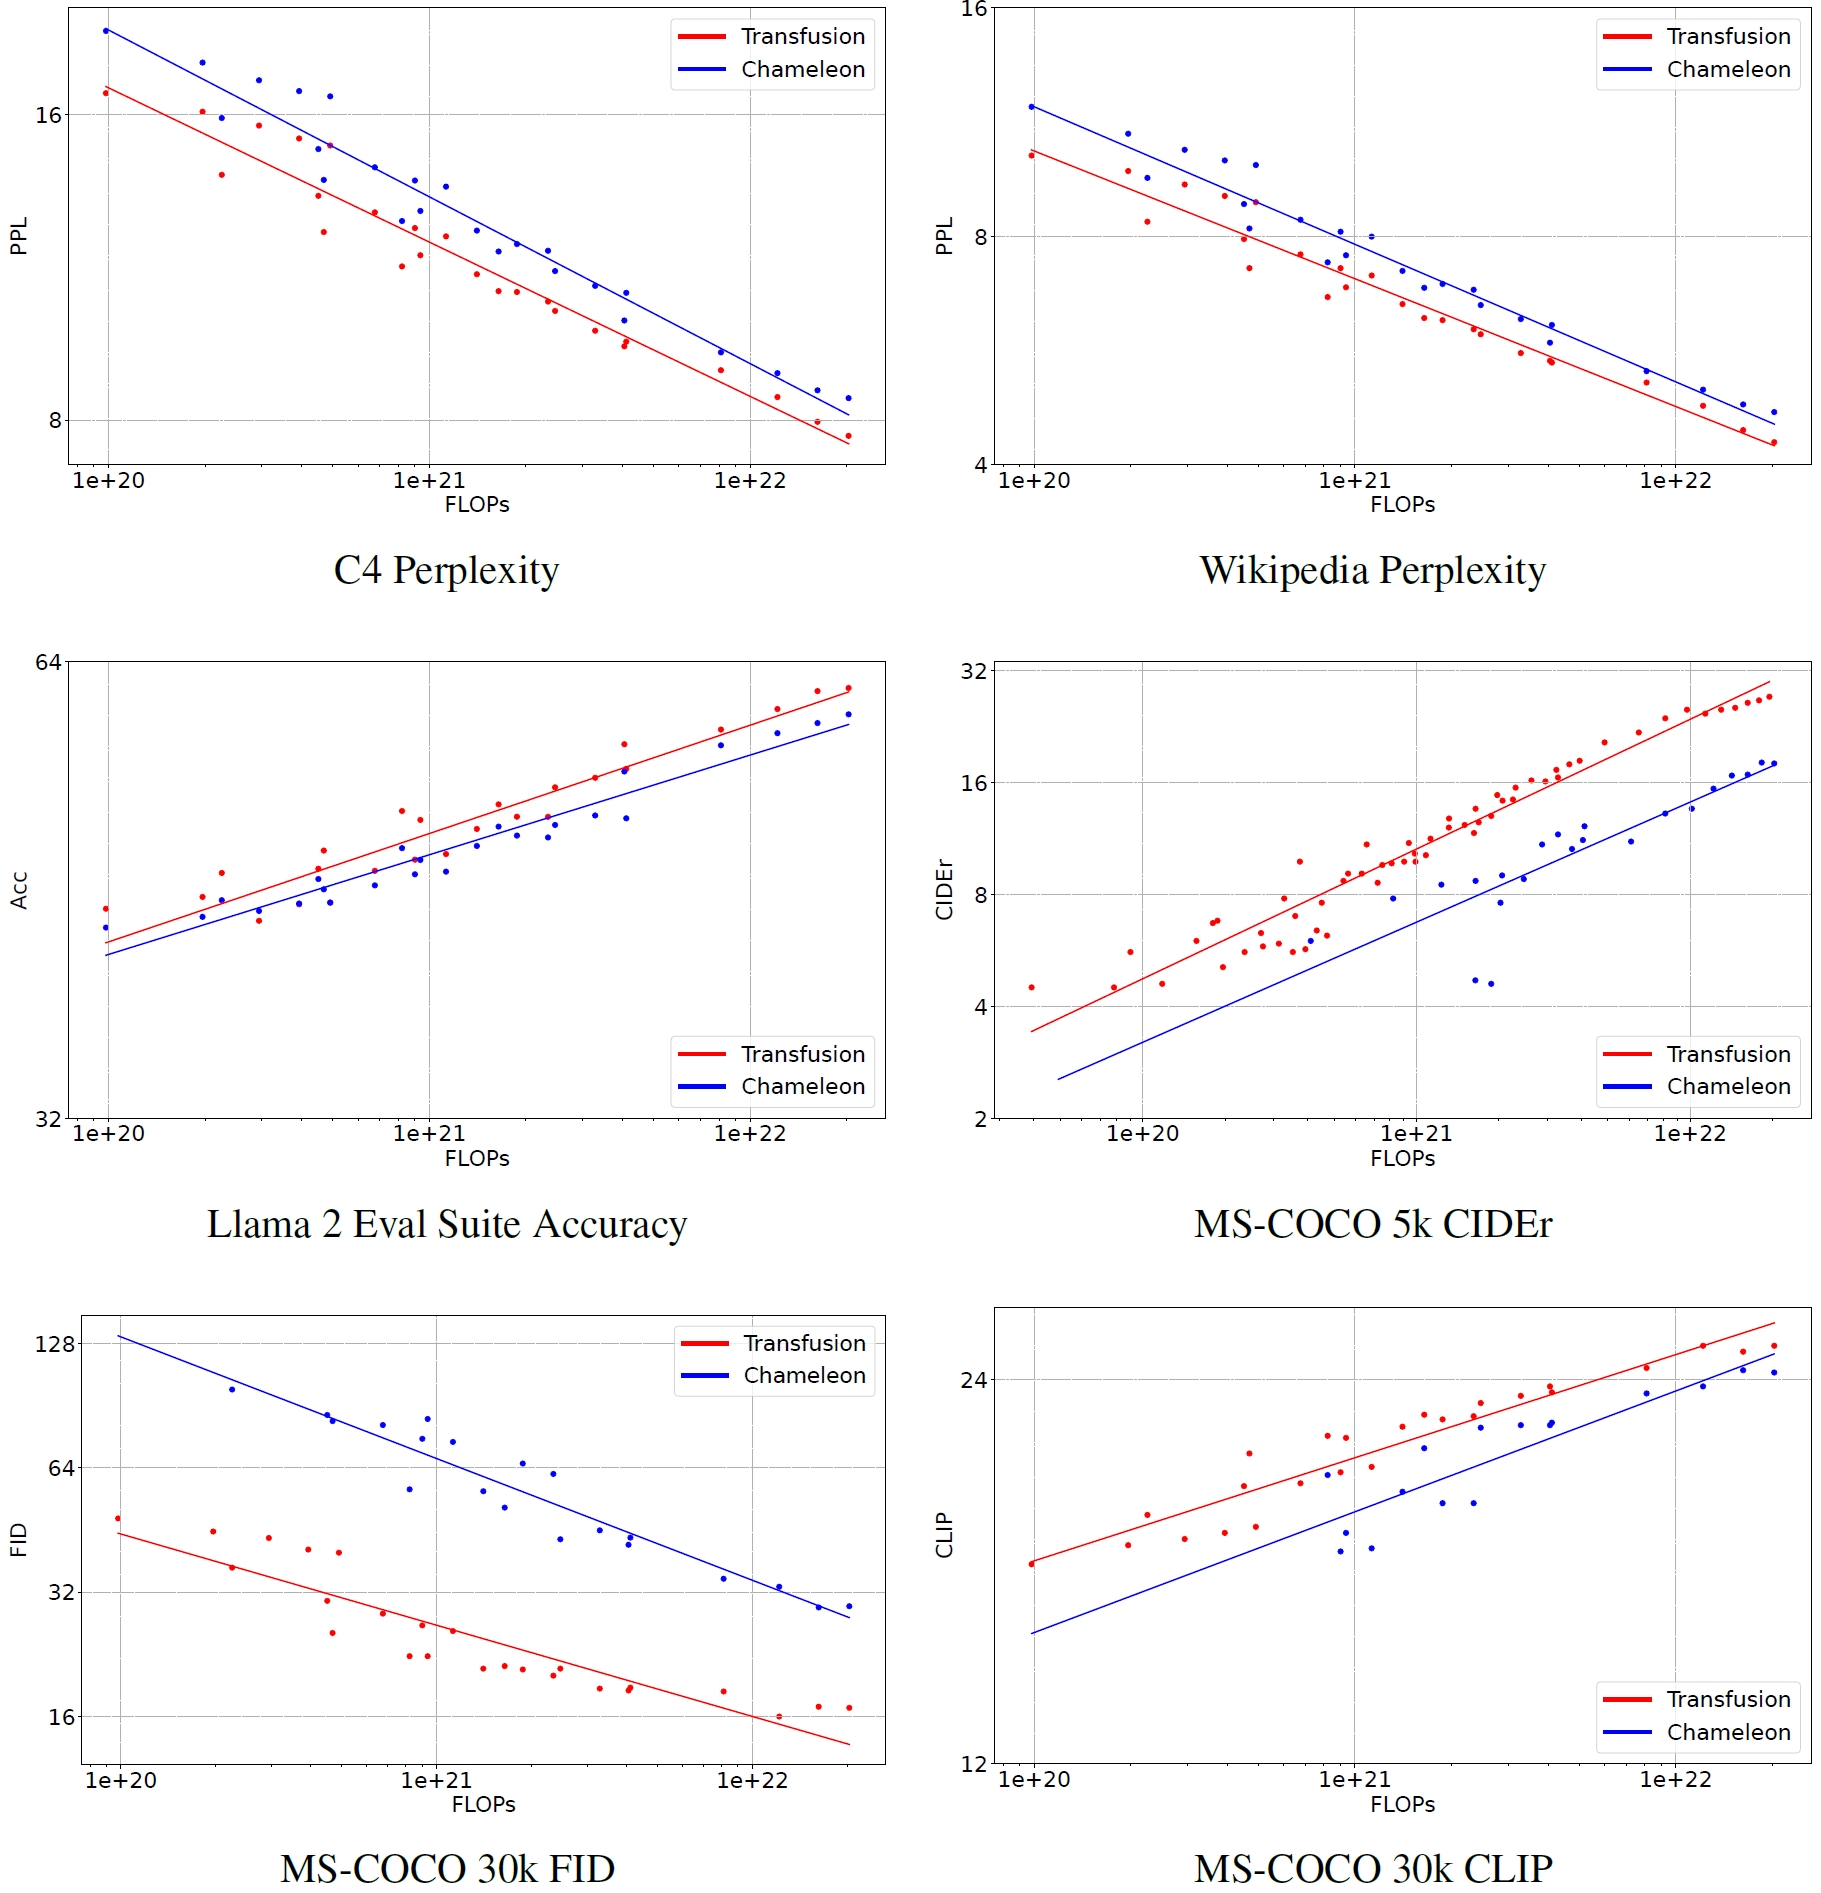 Transfusion
Chameleon
16
8
PPL
1e+20 1e+21 1e+22
FLOPs
C4 Perplexity
Transfusion
Chameleon
16
8
4
PPL
1e+20 1e+21 1e+22
FLOPs
Wikipedia Perplexity
64
32
Acc
Transfusion
Chameleon
1e+20 1e+21 1e+22
FLOPs
Llama 2 Eval Suite Accuracy
32
16
8
4
2
CIDEr
Transfusion
Chameleon
1e+20 1e+21 1e+22
FLOPs
MS-COCO 5k CIDEr
Transfusion
Chameleon
128
64
32
16
FID
1e+20 1e+21 1e+22
FLOPs
MS-COCO 30k FID
24
12
CLIP
Transfusion
Chameleon
1e+20 1e+21 1e+22
FLOPs
MS-COCO 30k CLIP